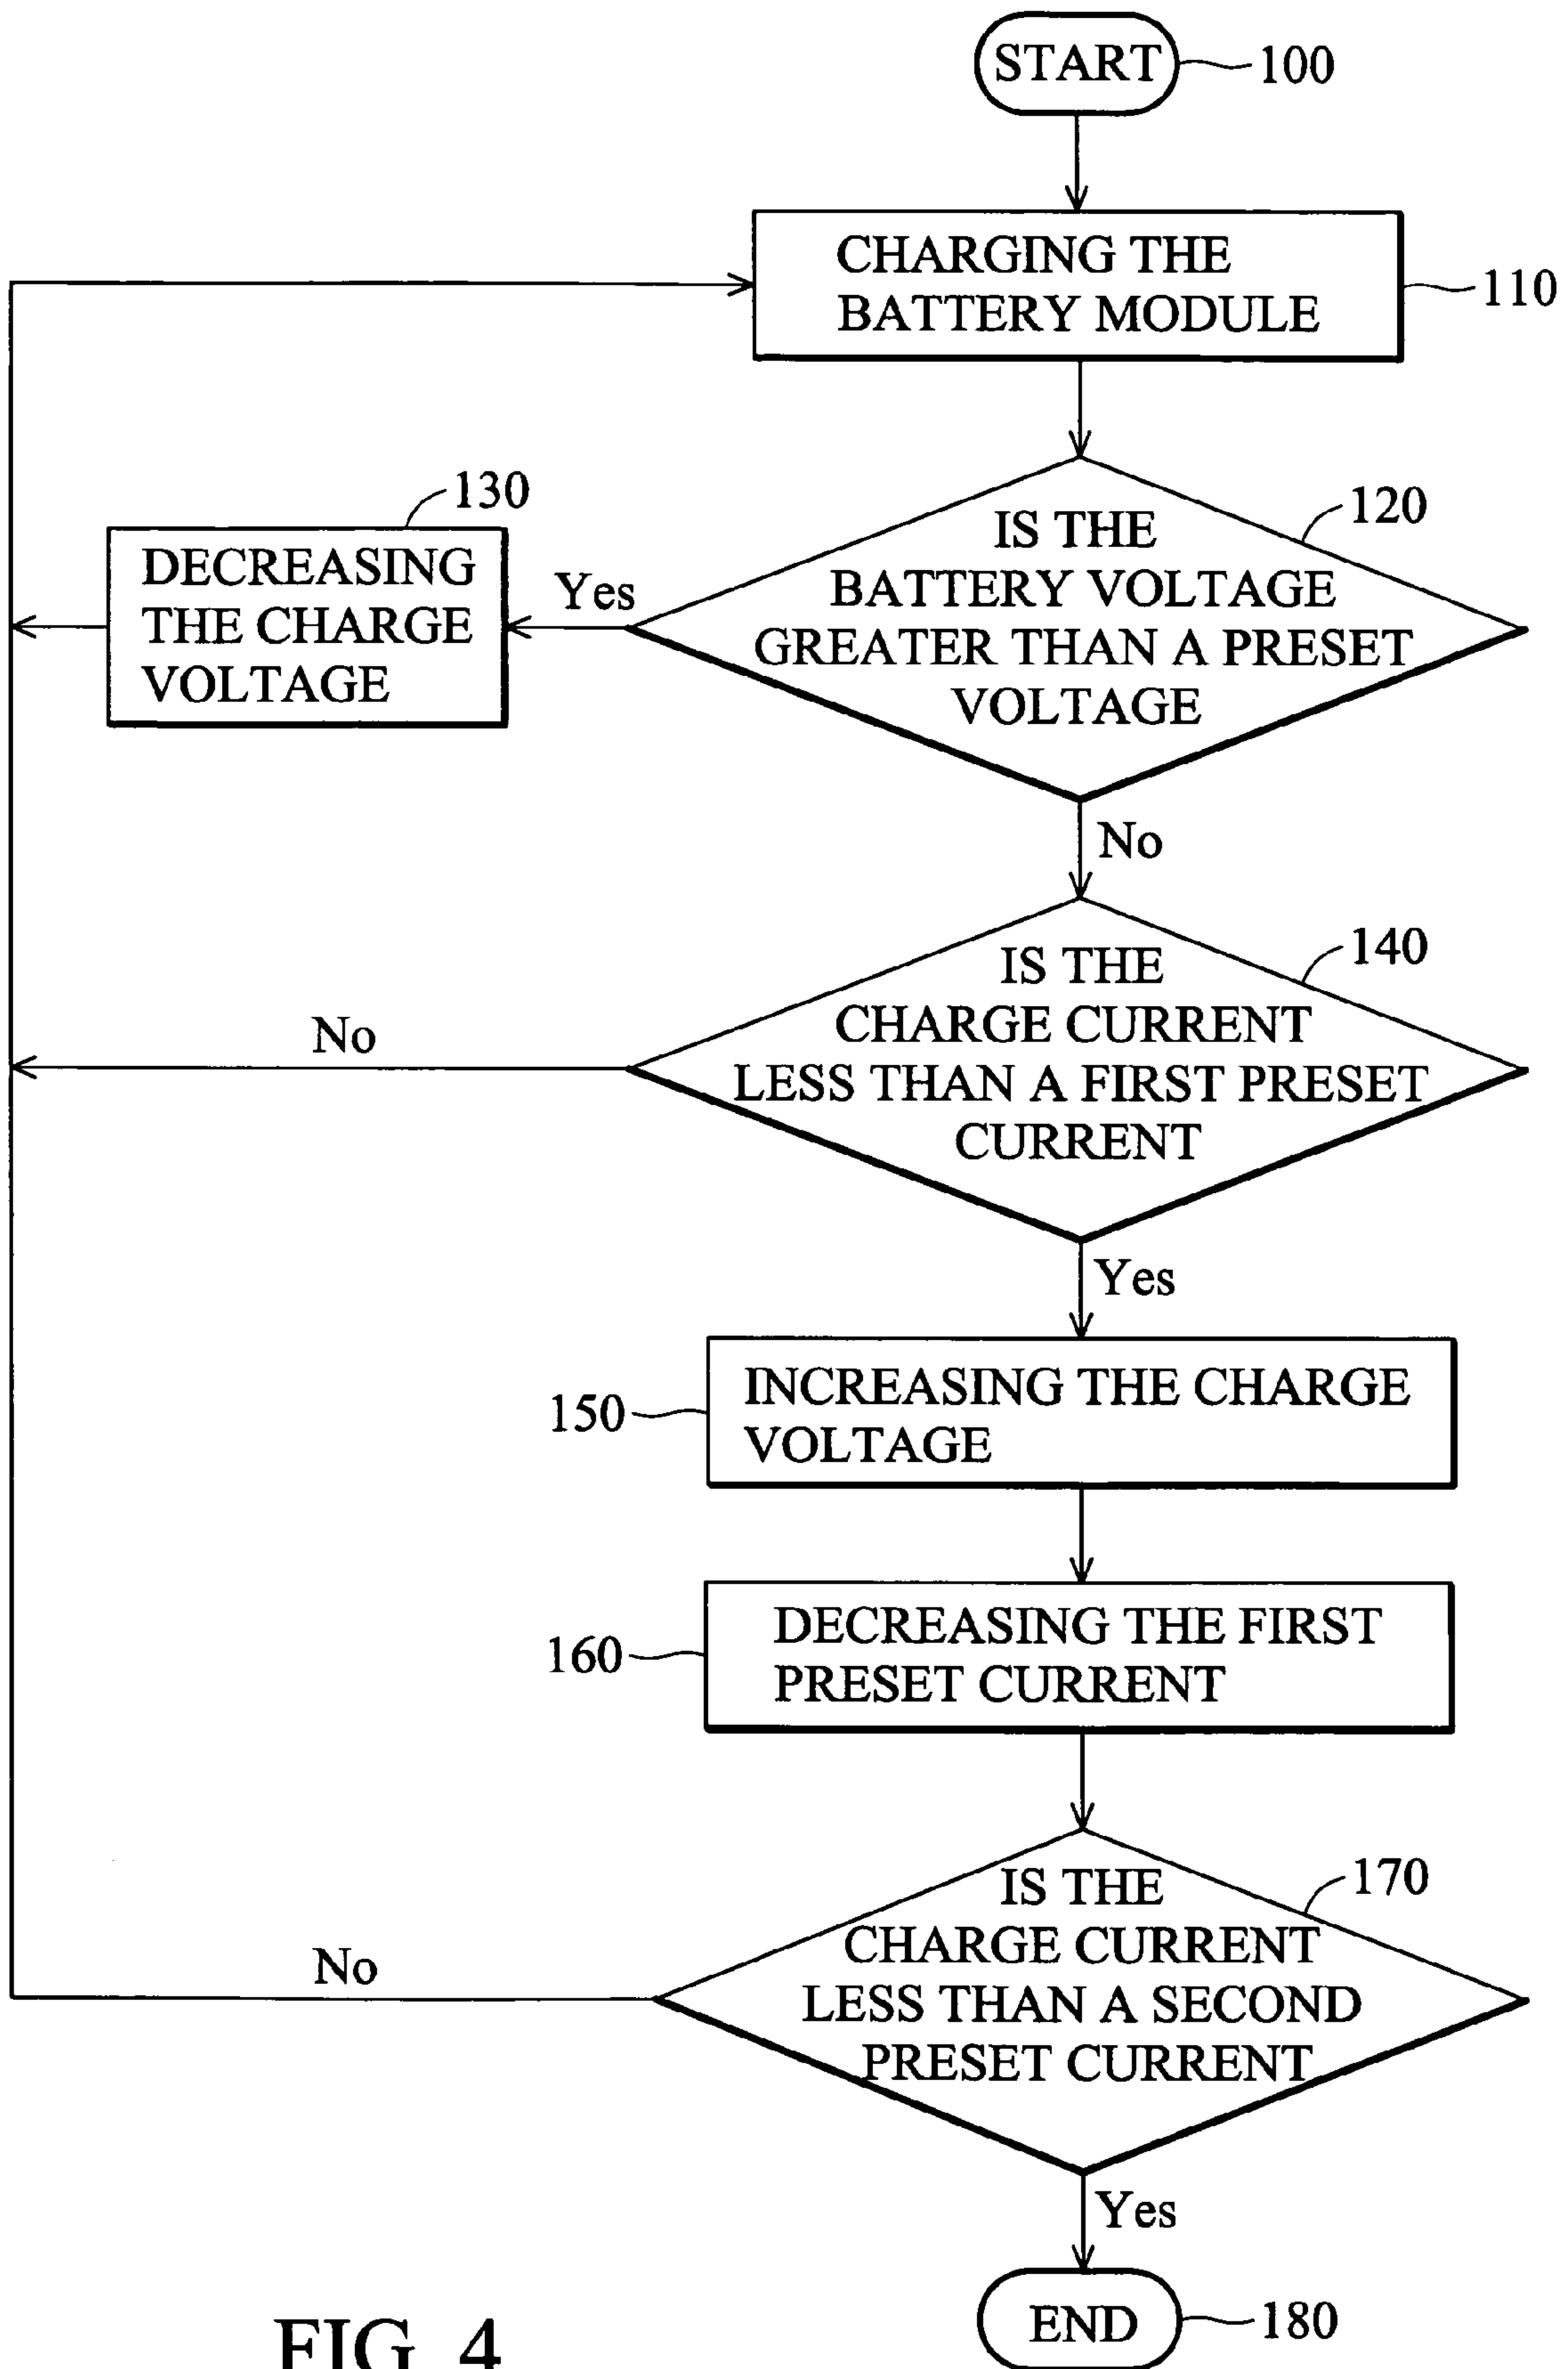 START
100
CHARGING THE
BATTERY MODULE
110
130
DECREASING
THE CHARGE
VOLTAGE
Yes
120
IS THE
BATTERY VOLTAGE
GREATER THAN A PRESET
VOLTAGE
No
140
IS THE
CHARGE CURRENT
LESS THAN A FIRST PRESET
CURRENT
No
Yes
150
INCREASING THE CHARGE
VOLTAGE
160
DECREASING THE FIRST
PRESET CURRENT
170
IS THE
CHARGE CURRENT
LESS THAN A SECOND
PRESET CURRENT
No
Yes
END
180
FIG. 4